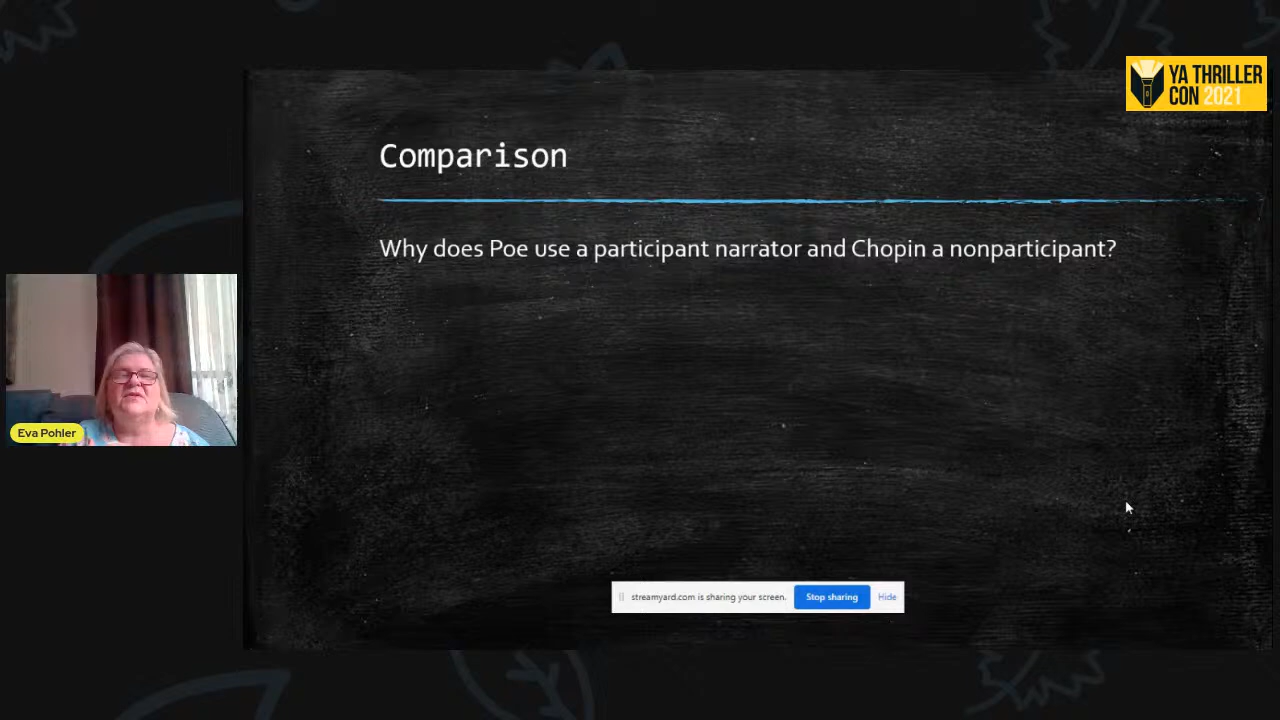 YA THRILLER
CON 2021
Comparison
Why does Poe use a participant narrator and Chopin a nonparticipant?
Eva Pohler
streamyard.com is sharing your screen. Stop sharing Hide